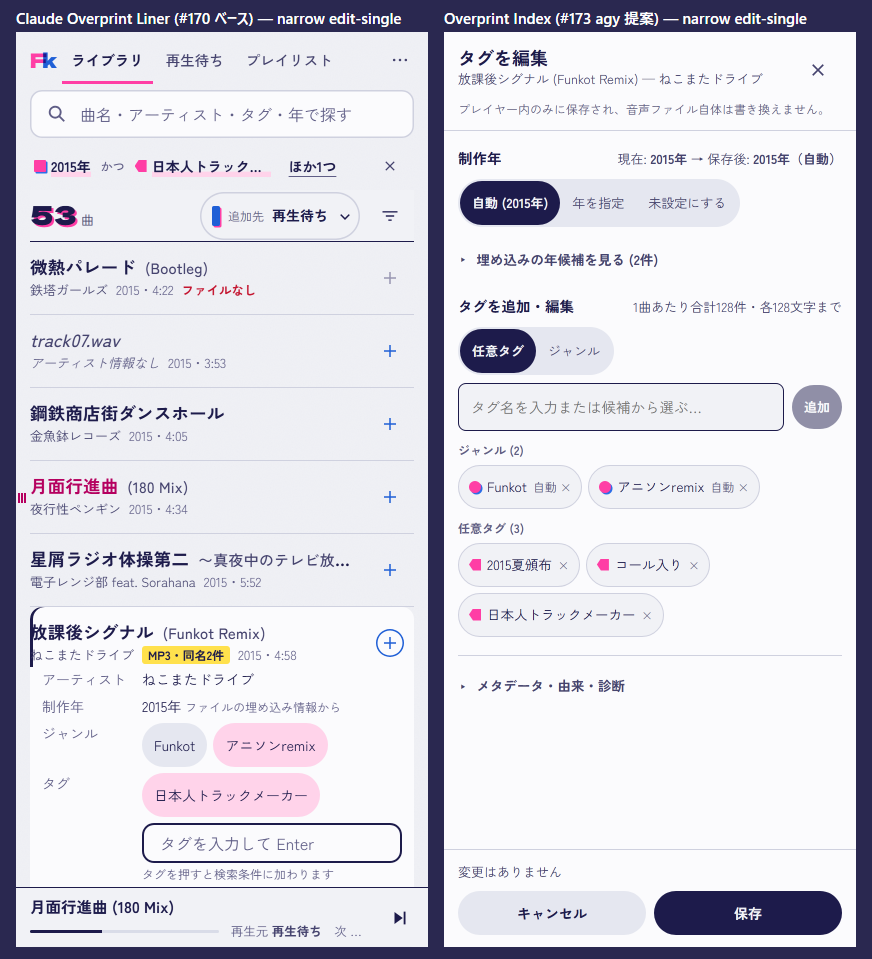 Claude Overprint Liner (#170 ベース) — narrow edit-single
Fk ライブラリ 再生待ち プレイリスト ...
曲名・アーティスト・タグ・年で探す
2015年 かつ 日本人トラック… ほか1つ ×
53 曲 追加先 再生待ち
微熱パレード (Bootleg)
鉄塔ガールズ 2015・4:22 ファイルなし
track07.wav
アーティスト情報なし 2015・3:53
鋼鉄商店街ダンスホール
金魚鉢レコーズ 2015・4:05
月面行進曲 (180 Mix)
夜行性ペンギン 2015・4:34
星屑ラジオ体操第二 〜真夜中のテレビ放…
電子レンジ部 feat. Sorahana 2015・5:52
放課後シグナル (Funkot Remix)
ねこまたドライブ MP3・同名2件 2015・4:58
アーティスト ねこまたドライブ
制作年 2015年 ファイルの埋め込み情報から
ジャンル Funkot アニソンremix
タグ 日本人トラックメーカー
タグを入力して Enter
タグを押すと検索条件に加わります
月面行進曲 (180 Mix)
再生元 再生待ち 次 …
Overprint Index (#173 agy 提案) — narrow edit-single
タグを編集
放課後シグナル (Funkot Remix) — ねこまたドライブ
プレイヤー内のみに保存され、音声ファイル自体は書き換えません。
制作年 現在: 2015年 → 保存後: 2015年（自動）
自動 (2015年) 年を指定 未設定にする
▸ 埋め込みの年候補を見る (2件)
タグを追加・編集 1曲あたり合計128件・各128文字まで
任意タグ ジャンル
タグ名を入力または候補から選ぶ… 追加
ジャンル (2)
Funkot 自動 × アニソンremix 自動 ×
任意タグ (3)
2015夏頒布 × コール入り ×
日本人トラックメーカー ×
▸ メタデータ・由来・診断
変更はありません
キャンセル 保存